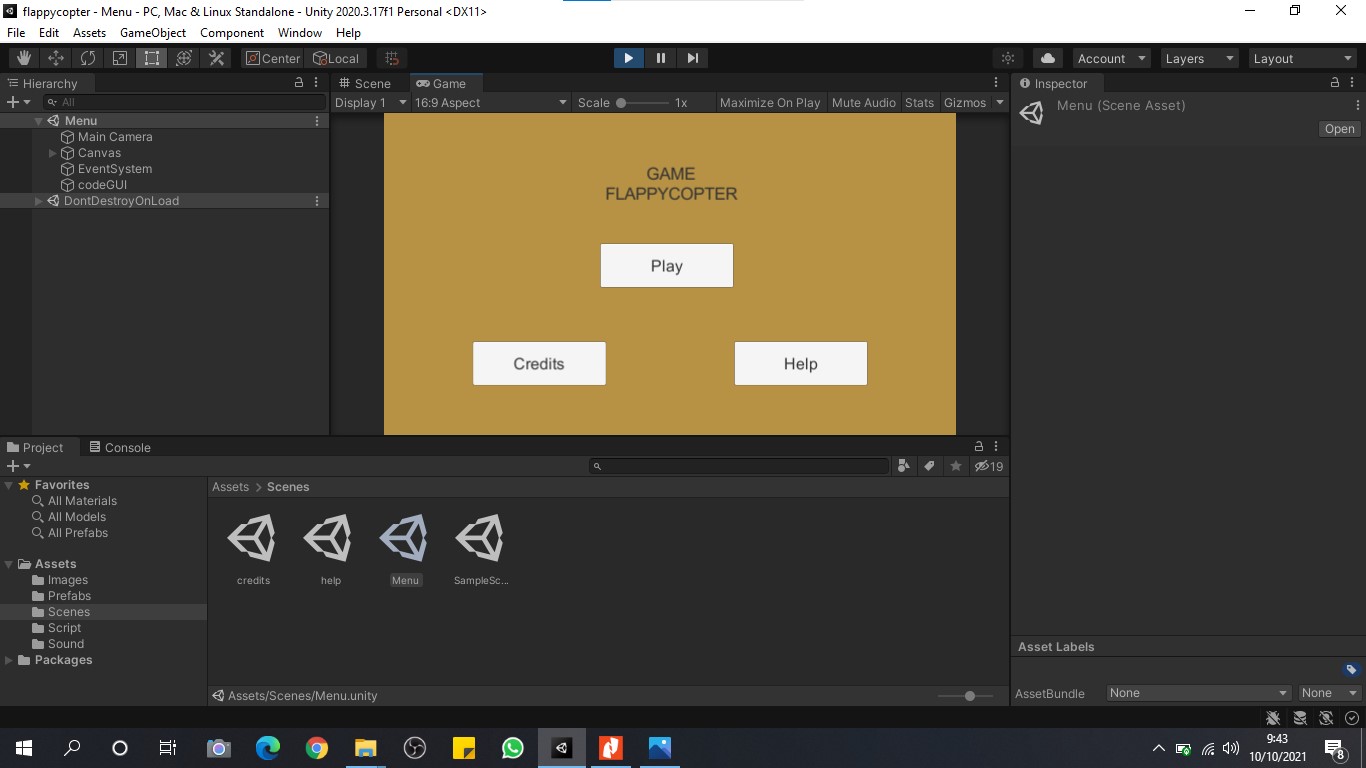 flappycopter - Menu - PC, Mac & Linux Standalone - Unity 2020.3.17f1 Personal <DX11>
File Edit Assets GameObject Component Window Help
Center Local Account Layers Layout
Hierarchy
All
Menu
Main Camera
Canvas
EventSystem
codeGUI
DontDestroyOnLoad
Scene Game
Display 1 16:9 Aspect Scale 1x Maximize On Play Mute Audio Stats Gizmos
GAME
FLAPPYCOPTER
Play
Credits Help
Inspector
Menu (Scene Asset)
Open
Project Console
19
Favorites
All Materials
All Models
All Prefabs
Assets
Images
Prefabs
Scenes
Script
Sound
Packages
Assets > Scenes
credits help Menu SampleSc...
Assets/Scenes/Menu.unity
Asset Labels
AssetBundle None None
9:43
10/10/2021
8